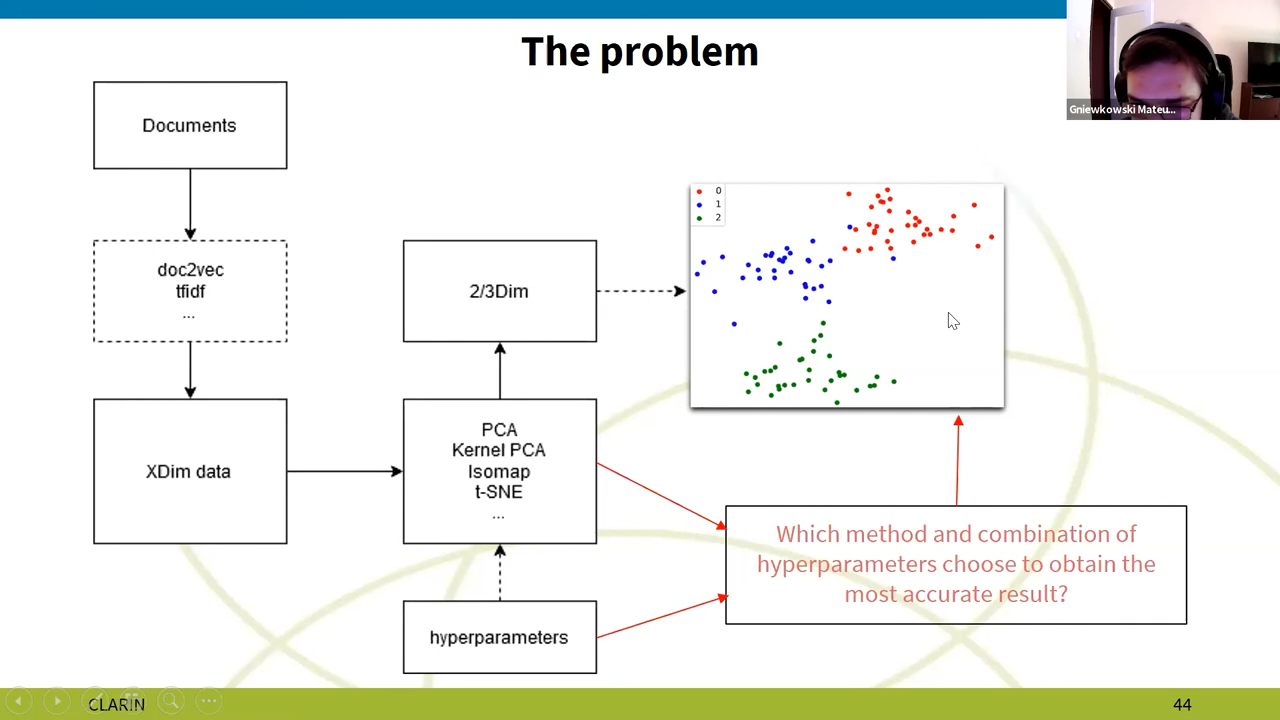 The problem
Gniewkowski Mateu...
Documents
doc2vec
tfidf
...
XDim data
2/3Dim
PCA
Kernel PCA
Isomap
t-SNE
...
hyperparameters
0
1
2
Which method and combination of
hyperparameters choose to obtain the
most accurate result?
CLARIN
44